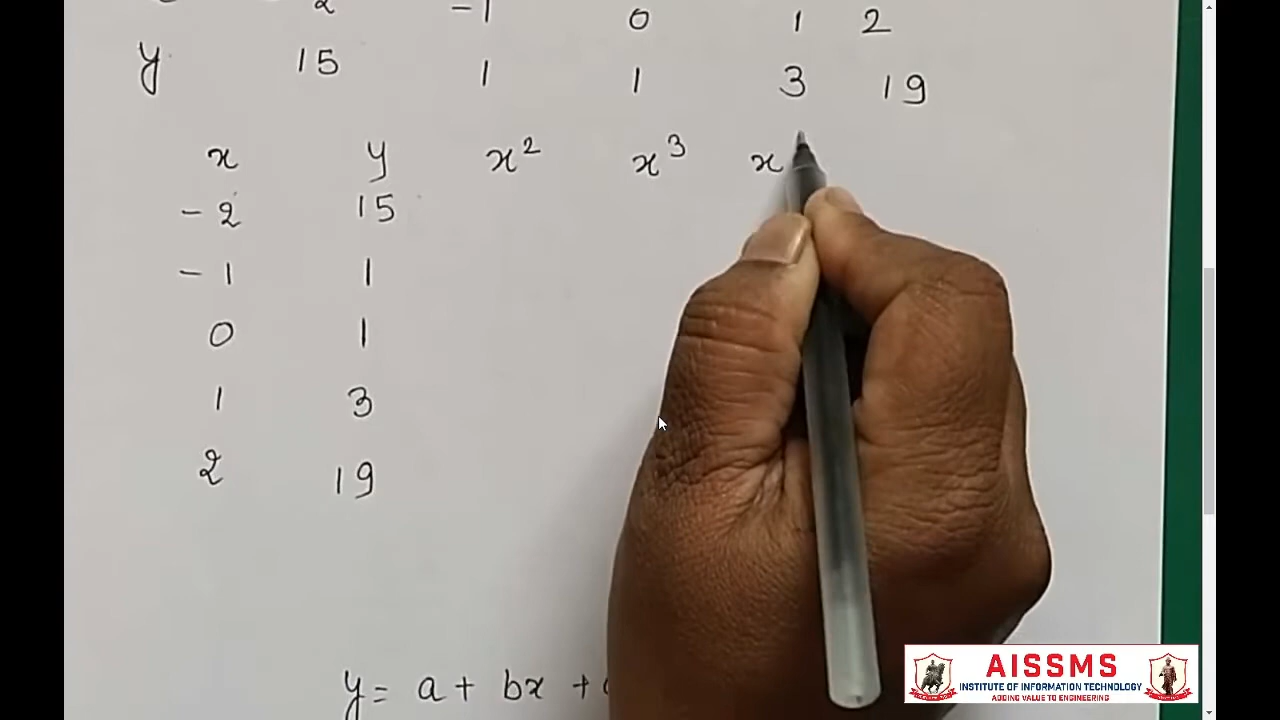 -1 0 1 2
y 15 1 1 3 19
x y x² x³ x
-2 15
-1 1
0 1
1 3
2 19
y = a + bx +
AISSMS
INSTITUTE OF INFORMATION TECHNOLOGY
ADDING VALUE TO ENGINEERING